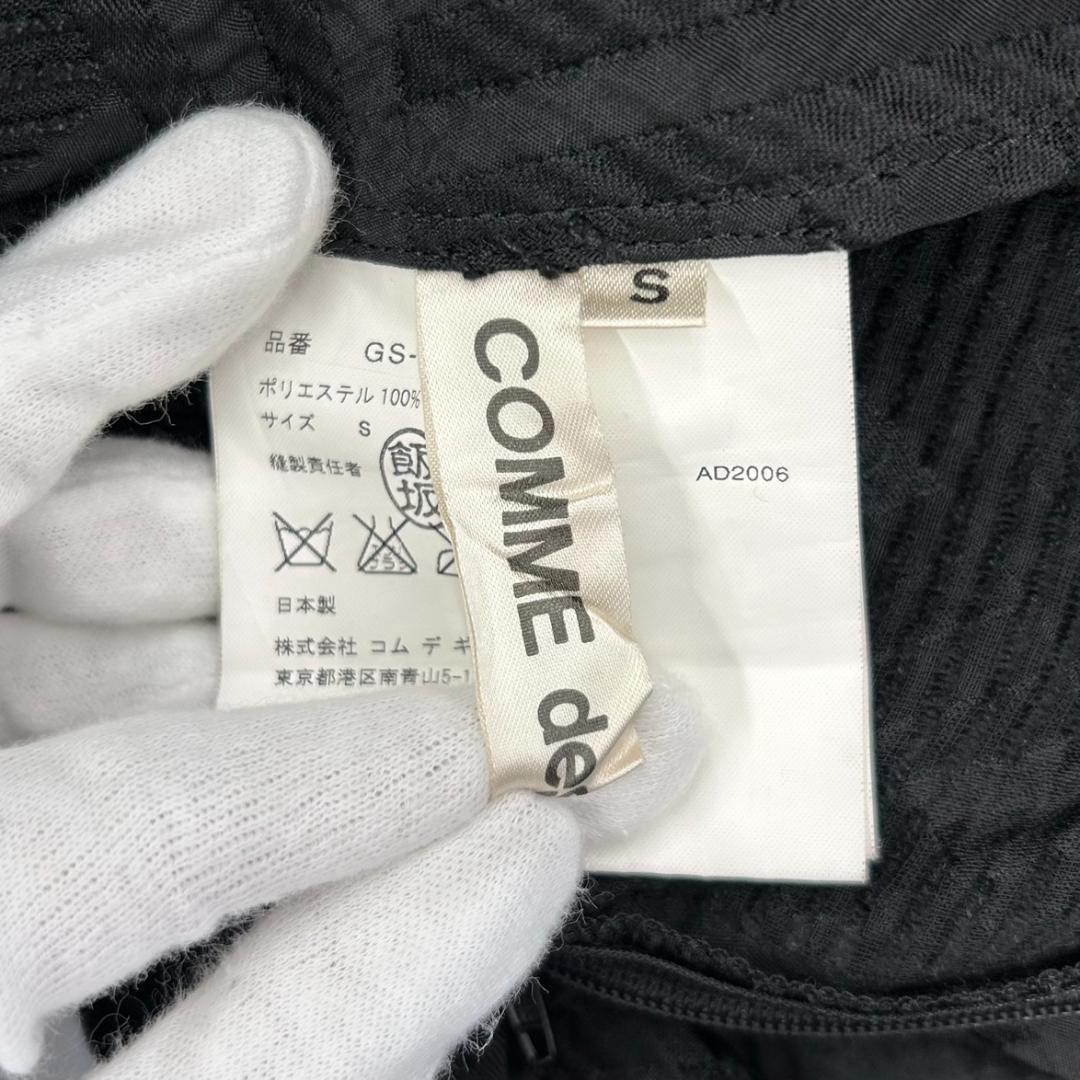 品番 GS-
ポリエステル 100%
サイズ S
縫製責任者 飯坂
日本製
株式会社 コム デ ギ
東京都港区南青山5-1
COMME de
S
AD2006